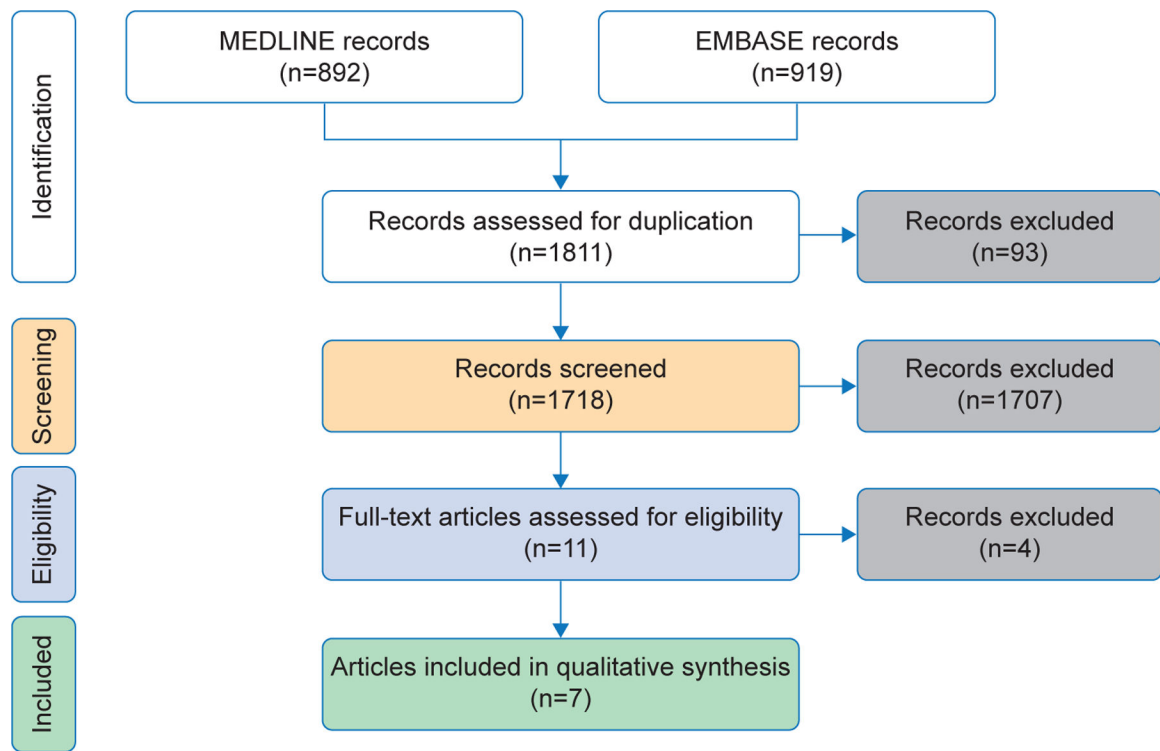 Identification
MEDLINE records
(n=892)
EMBASE records
(n=919)
Records assessed for duplication
(n=1811)
Records excluded
(n=93)
Screening
Records screened
(n=1718)
Records excluded
(n=1707)
Eligibility
Full-text articles assessed for eligibility
(n=11)
Records excluded
(n=4)
Included
Articles included in qualitative synthesis
(n=7)